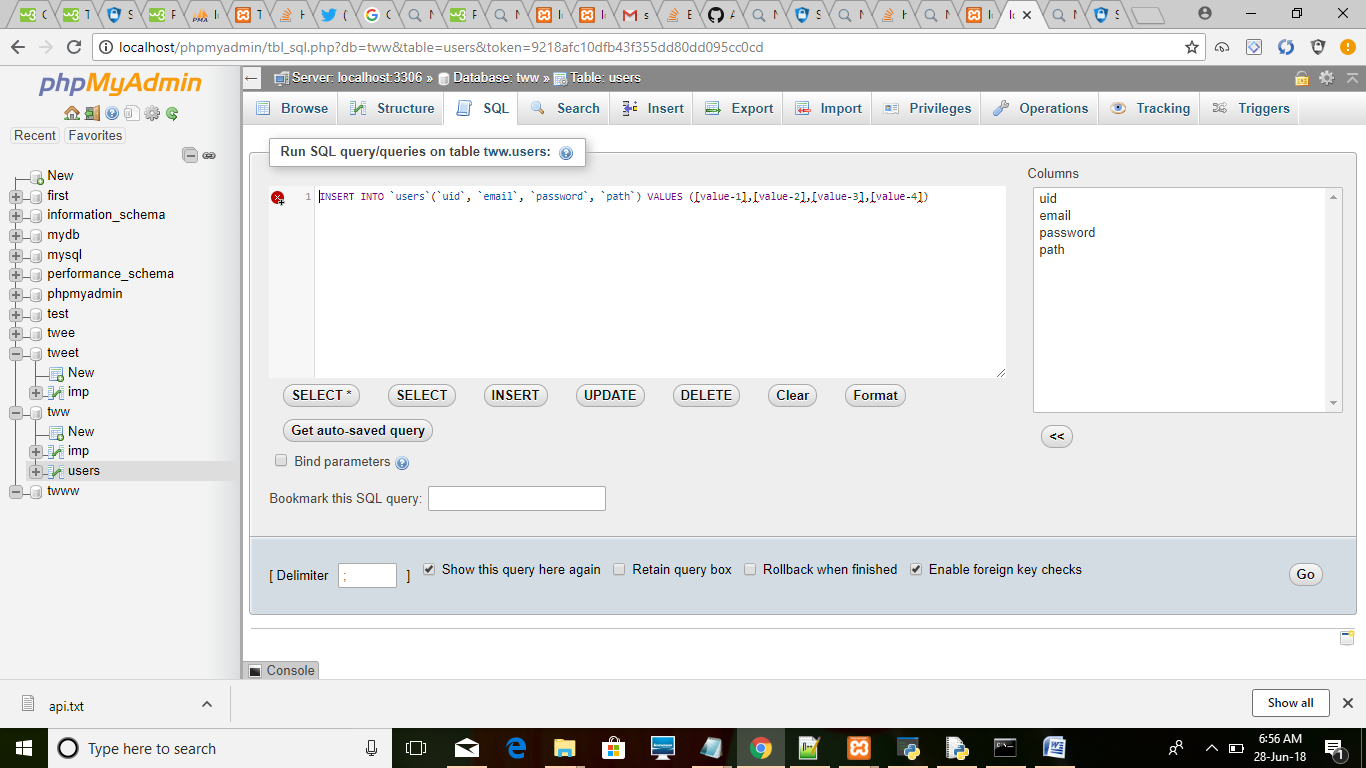 localhost/phpmyadmin/tbl_sql.php?db=tww&table=users&token=9218afc10dfb43f355dd80dd095cc0cd
phpMyAdmin
Recent Favorites
New
first
information_schema
mydb
mysql
performance_schema
phpmyadmin
test
twee
tweet
New
imp
tww
New
imp
users
twww
Server: localhost:3306 » Database: tww » Table: users
Browse Structure SQL Search Insert Export Import Privileges Operations Tracking Triggers
Run SQL query/queries on table tww.users:
1 INSERT INTO `users`(`uid`, `email`, `password`, `path`) VALUES ([value-1],[value-2],[value-3],[value-4])
Columns
uid
email
password
path
<<
SELECT * SELECT INSERT UPDATE DELETE Clear Format
Get auto-saved query
Bind parameters
Bookmark this SQL query:
[ Delimiter ; ] Show this query here again Retain query box Rollback when finished Enable foreign key checks Go
Console
api.txt Show all
Type here to search
6:56 AM
28-Jun-18